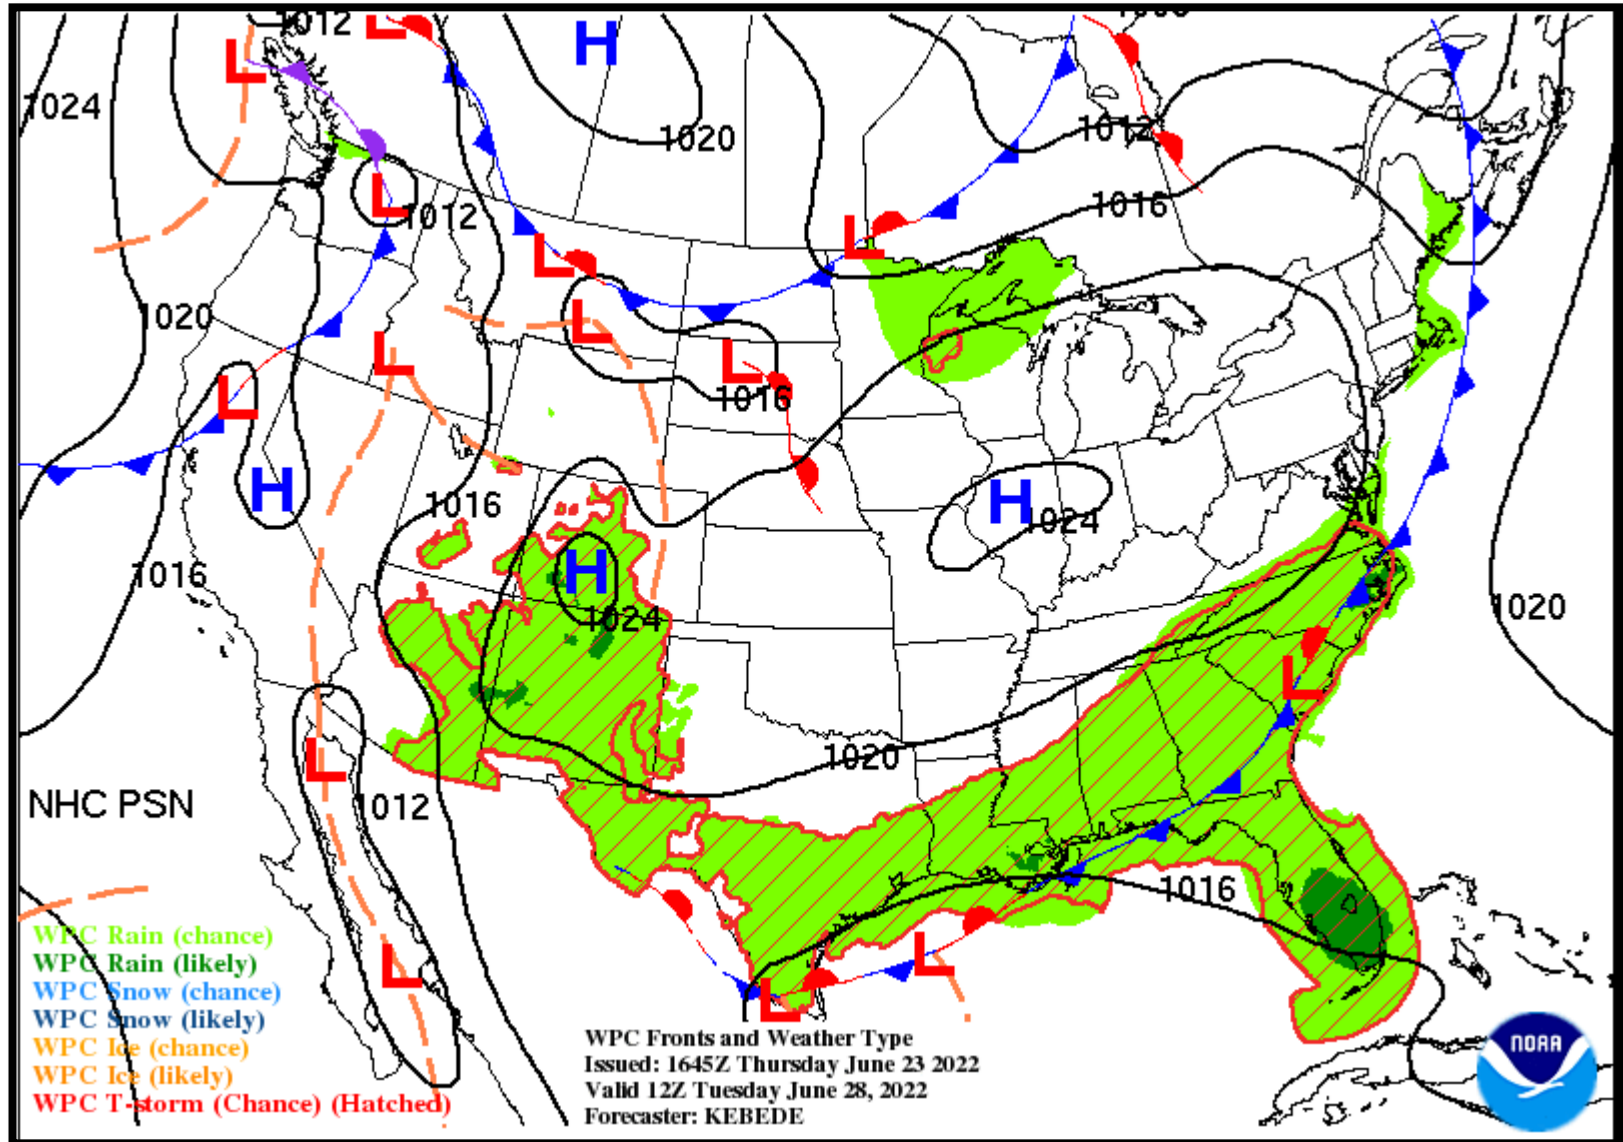 1012
H
L
L
1024
1020
1012
L
1012
1016
L
L
1020
L
L
L
1016
L
H
H
1016
1024
H
1016
1024
1020
L
L
1020
NHC PSN
1012
1016
L
L
L
WPC Rain (chance)
WPC Rain (likely)
WPC Snow (chance)
WPC Snow (likely)
WPC Ice (chance)
WPC Ice (likely)
WPC T-storm (Chance) (Hatched)
WPC Fronts and Weather Type
Issued: 1645Z Thursday June 23 2022
Valid 12Z Tuesday June 28, 2022
Forecaster: KEBEDE
NOAA